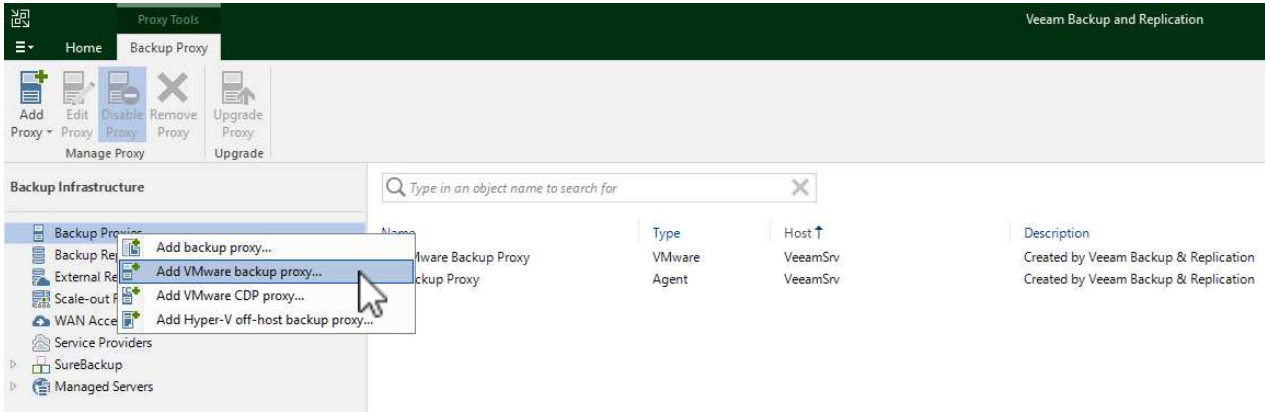 Proxy Tools
Veeam Backup and Replication
Home Backup Proxy
Add Proxy
Edit Proxy
Disable Proxy
Remove Proxy
Upgrade Proxy
Manage Proxy
Upgrade
Backup Infrastructure
Type in an object name to search for
Name Type Host Description
Mware Backup Proxy VMware VeeamSrv Created by Veeam Backup & Replication
ckup Proxy Agent VeeamSrv Created by Veeam Backup & Replication
Backup Proxies
Backup Re
External Re
Scale-out
WAN Acce
Service Providers
SureBackup
Managed Servers
Add backup proxy...
Add VMware backup proxy...
Add VMware CDP proxy...
Add Hyper-V off-host backup proxy...